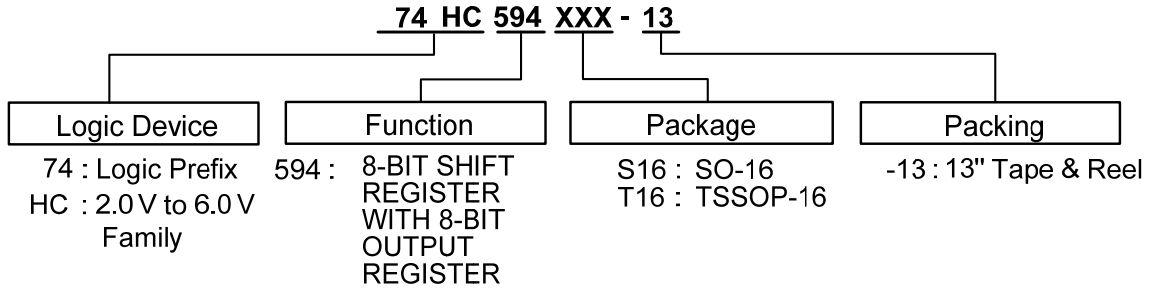 74 HC 594 XXX - 13
Logic Device
74 : Logic Prefix
HC : 2.0 V to 6.0 V
Family
Function
594 : 8-BIT SHIFT
REGISTER
WITH 8-BIT
OUTPUT
REGISTER
Package
S16 : SO-16
T16 : TSSOP-16
Packing
-13 : 13" Tape & Reel